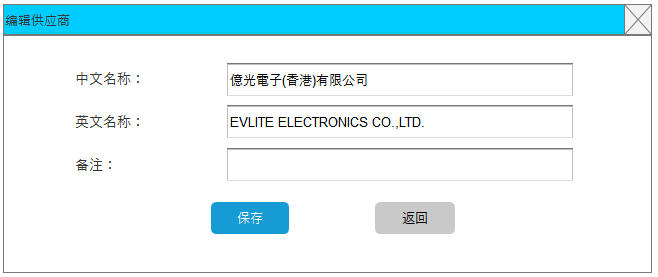 编辑供应商
中文名称：
億光電子(香港)有限公司
英文名称：
EVLITE ELECTRONICS CO.,LTD.
备注：
保存
返回